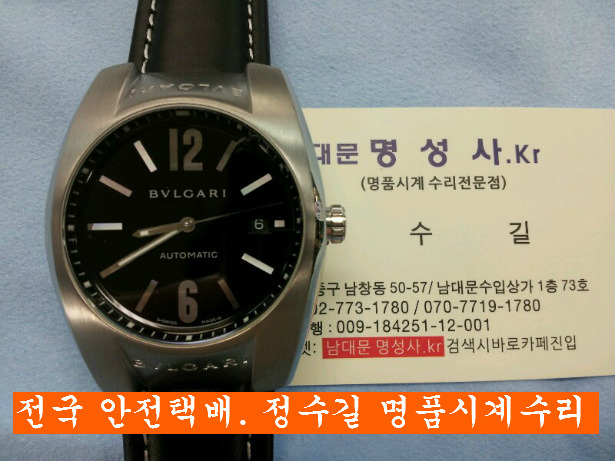 BVLGARI
12
BVLGARI
6
AUTOMATIC
6
BVLGARI
대문 명성사.Kr
(명품시계 수리전문점)
수 길
구 남창동 50-57/ 남대문수입상가 1층 73호
02-773-1780 / 070-7719-1780
행 : 009-184251-12-001
남대문 명성사.kr 검색시바로카페진입
전국 안전택배. 정수길 명품시계수리